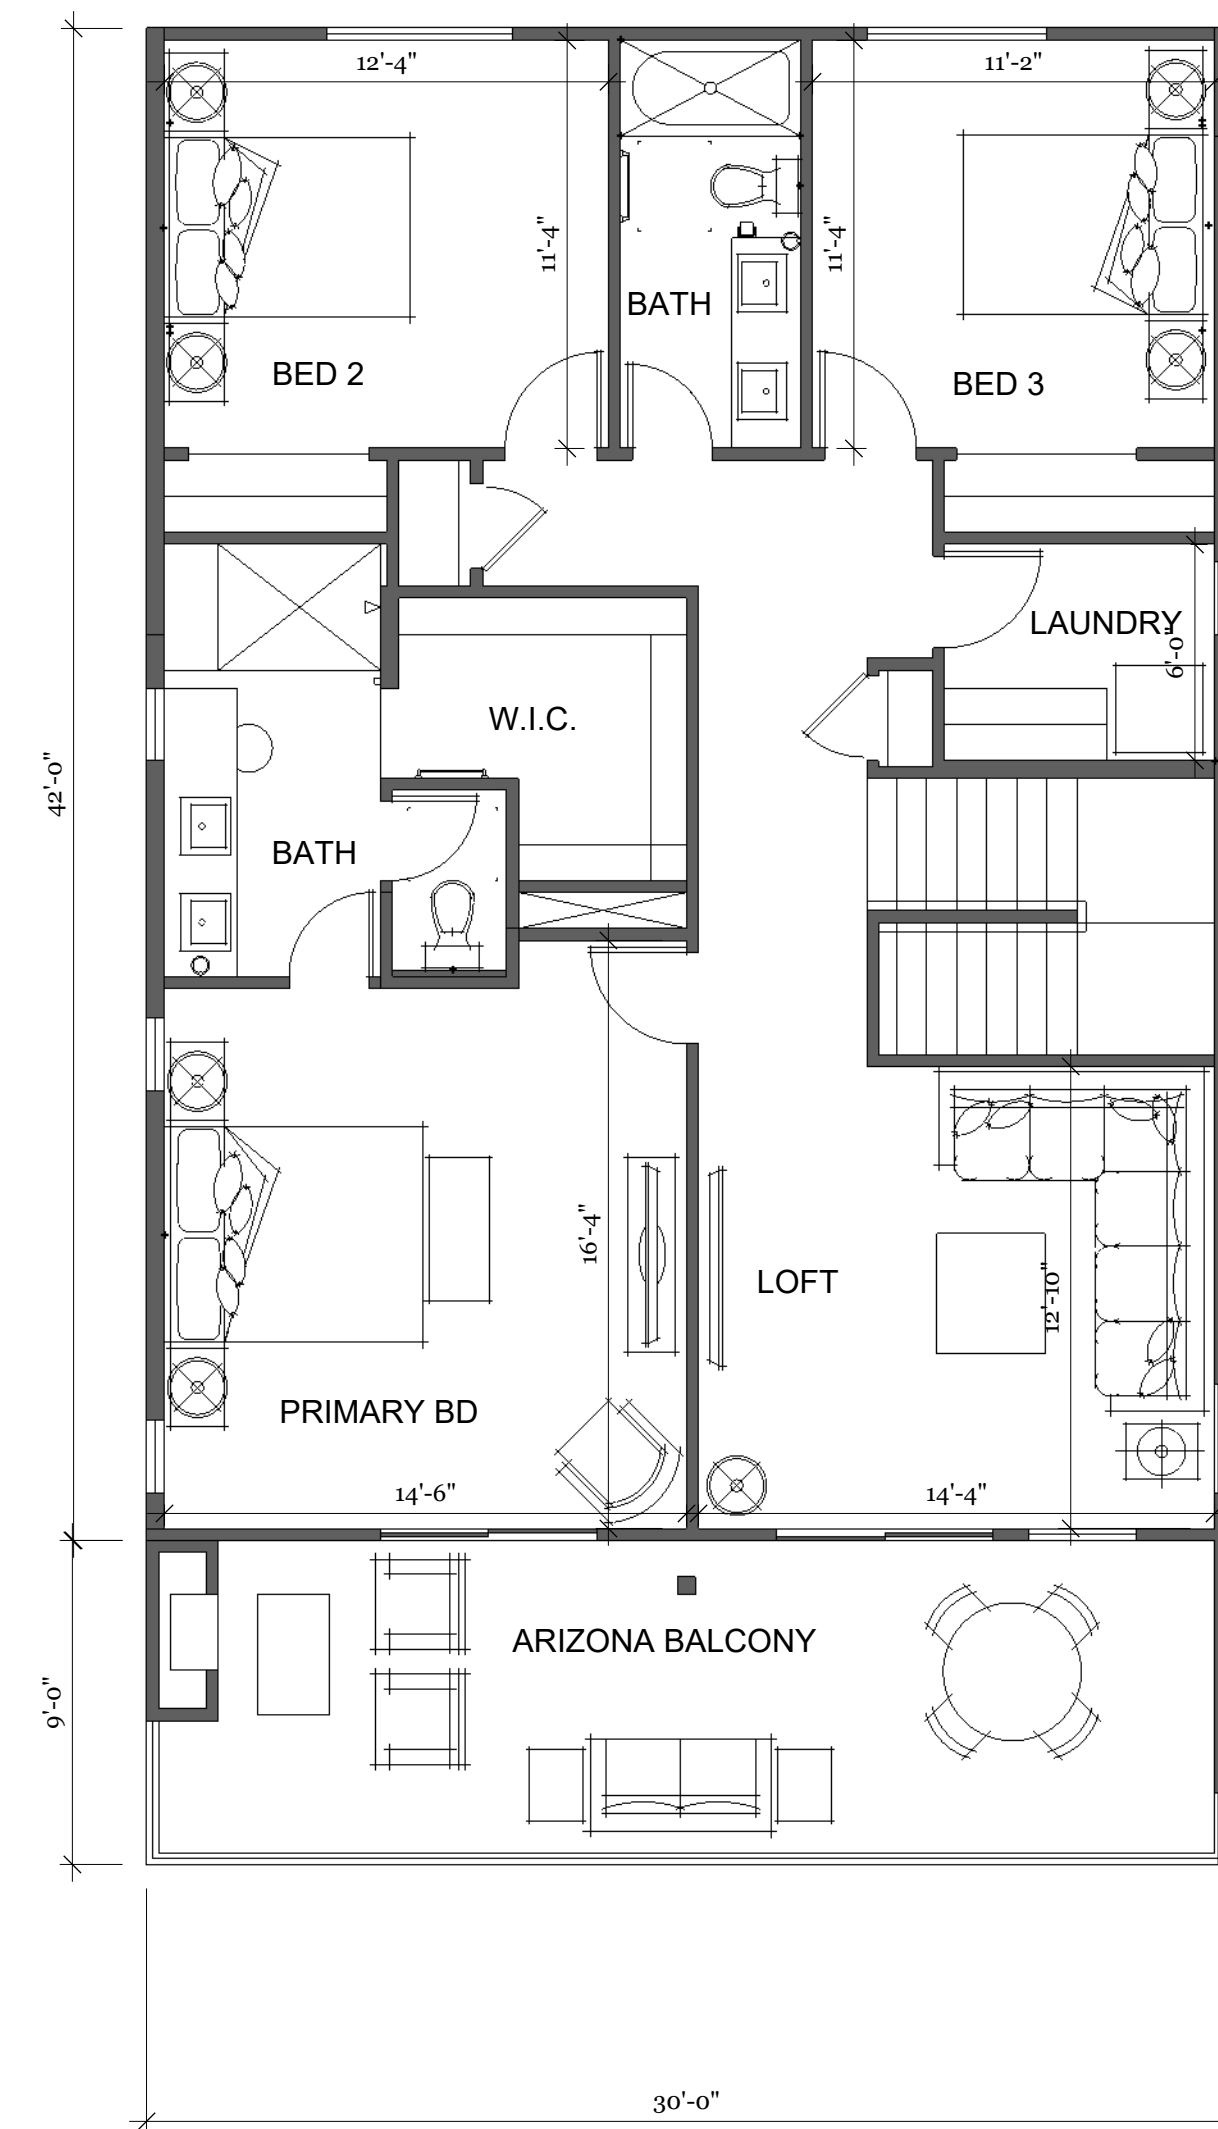 12'-4"
11'-2"
11'-4"
11'-4"
BATH
BED 2
BED 3
LAUNDRY
6'-0"
W.I.C.
42'-0"
BATH
16'-4"
LOFT
12'-10"
PRIMARY BD
14'-6"
14'-4"
ARIZONA BALCONY
9'-0"
30'-0"